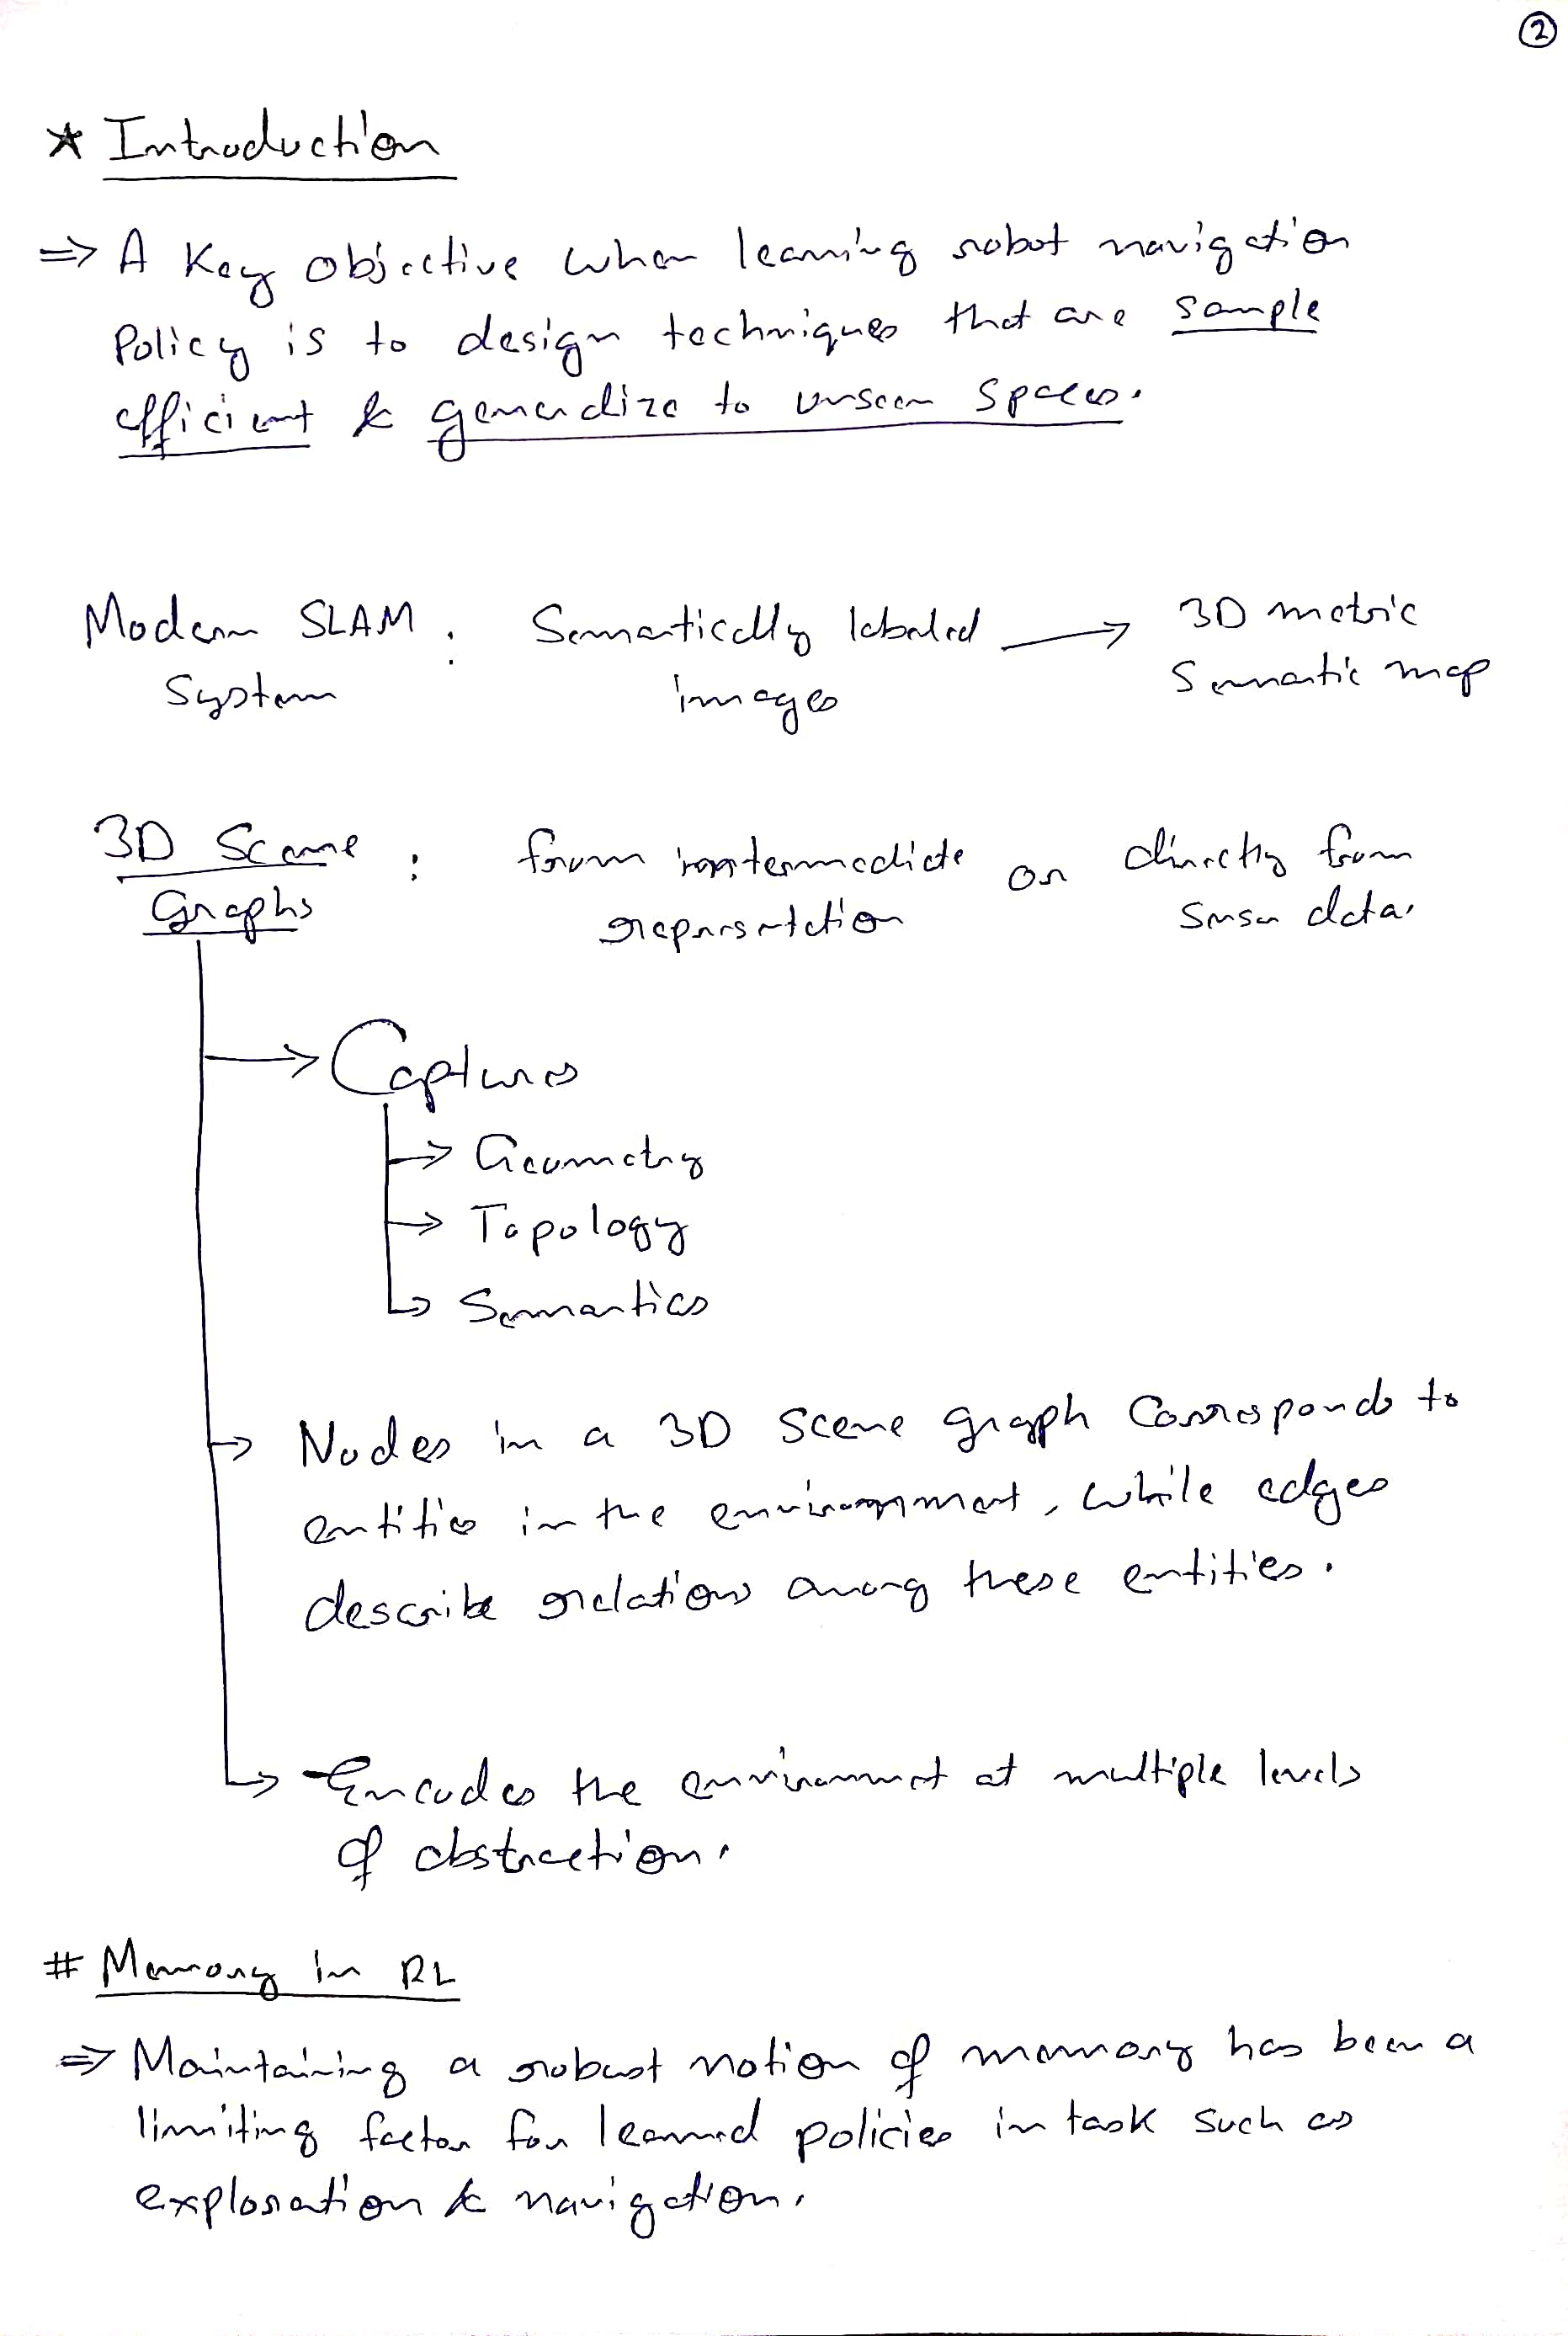 ②
* Introduction
⇒ A Key objective when learning robot navigation
Policy is to design techniques that are sample
efficient & generalize to unseen spaces.
Modern SLAM : Semantically labeled → 3D metric
System images Semantic map
3D Scene : from intermediate or directly from
Graphs representation sensor data.
→ Captures
→ Geometry
→ Topology
↳ Semantics
→ Nodes in a 3D scene graph corresponds to
entities in the environment, while edges
describe relations among these entities.
↳ Encodes the environment at multiple levels
of abstraction.
# Memory in RL
⇒ Maintaining a robust notion of memory has been a
limiting factor for learned policies in task such as
exploration & navigation.